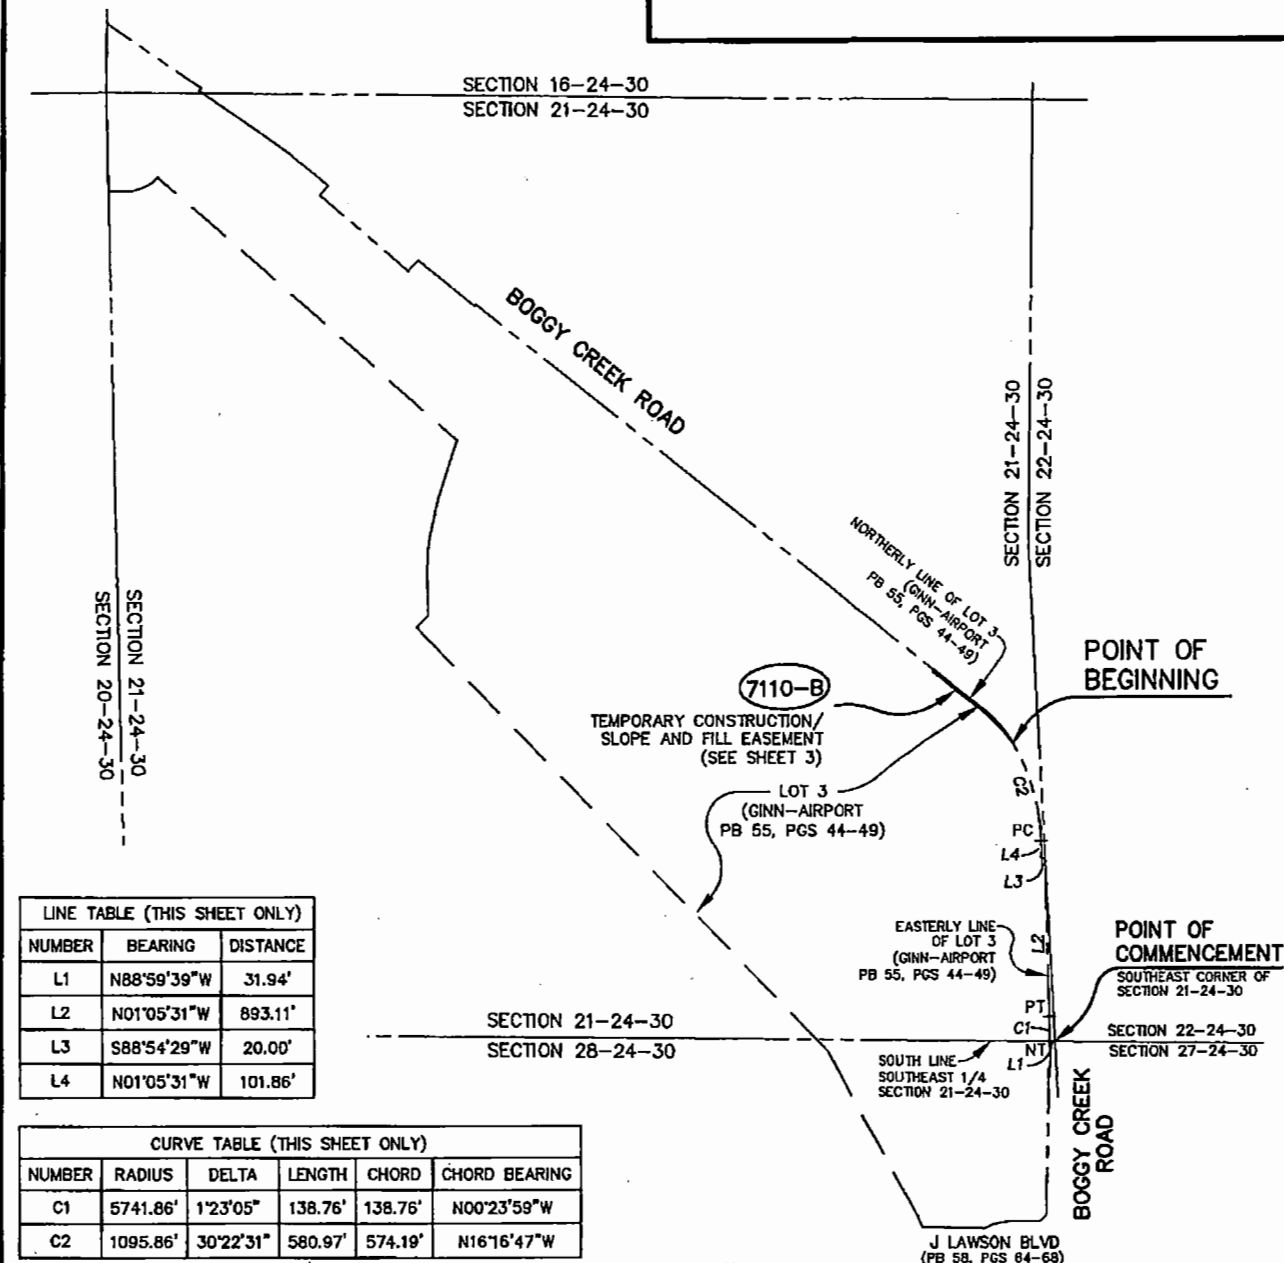 SECTION 16-24-30
SECTION 21-24-30
BOGGY CREEK ROAD
SECTION 21-24-30
SECTION 22-24-30
SECTION 20-24-30
SECTION 21-24-30
NORTHERLY LINE OF LOT 3
(GINN-AIRPORT
PB 55, PGS 44-49)
POINT OF
BEGINNING
7110-B
TEMPORARY CONSTRUCTION/
SLOPE AND FILL EASEMENT
(SEE SHEET 3)
LOT 3
(GINN-AIRPORT
PB 55, PGS 44-49)
C2
PC
L4
L3
L2
EASTERLY LINE
OF LOT 3
(GINN-AIRPORT
PB 55, PGS 44-49)
POINT OF
COMMENCEMENT
SOUTHEAST CORNER OF
SECTION 21-24-30
PT
C1
NT
L1
SECTION 21-24-30
SECTION 28-24-30
SECTION 22-24-30
SECTION 27-24-30
SOUTH LINE
SOUTHEAST 1/4
SECTION 21-24-30
BOGGY CREEK
ROAD
J LAWSON BLVD
(PB 58, PGS 64-68)
LINE TABLE (THIS SHEET ONLY)
NUMBER BEARING DISTANCE
L1 N88°59'39"W 31.94'
L2 N01°05'31"W 893.11'
L3 S88°54'29"W 20.00'
L4 N01°05'31"W 101.86'
CURVE TABLE (THIS SHEET ONLY)
NUMBER RADIUS DELTA LENGTH CHORD CHORD BEARING
C1 5741.86' 1°23'05" 138.76' 138.76' N00°23'59"W
C2 1095.86' 30°22'31" 580.97' 574.19' N16°16'47"W